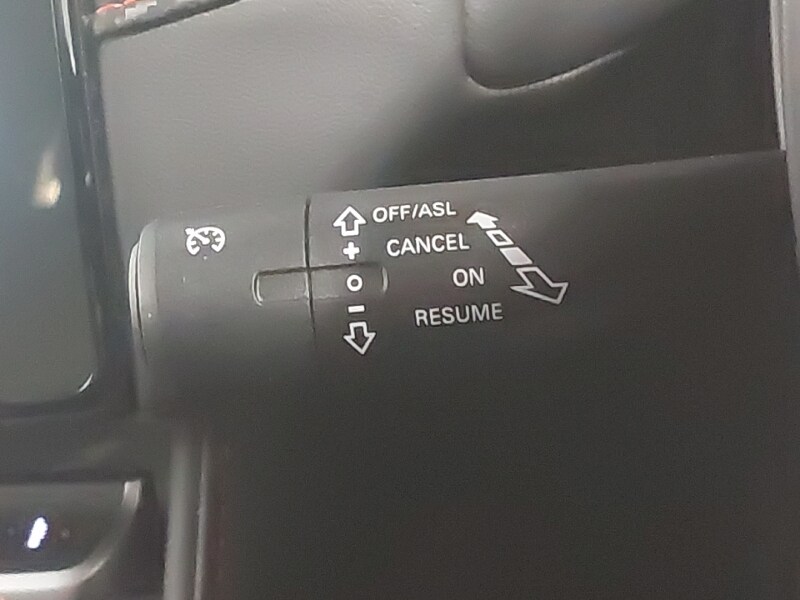 OFF/ASL
+ CANCEL
O ON
- RESUME